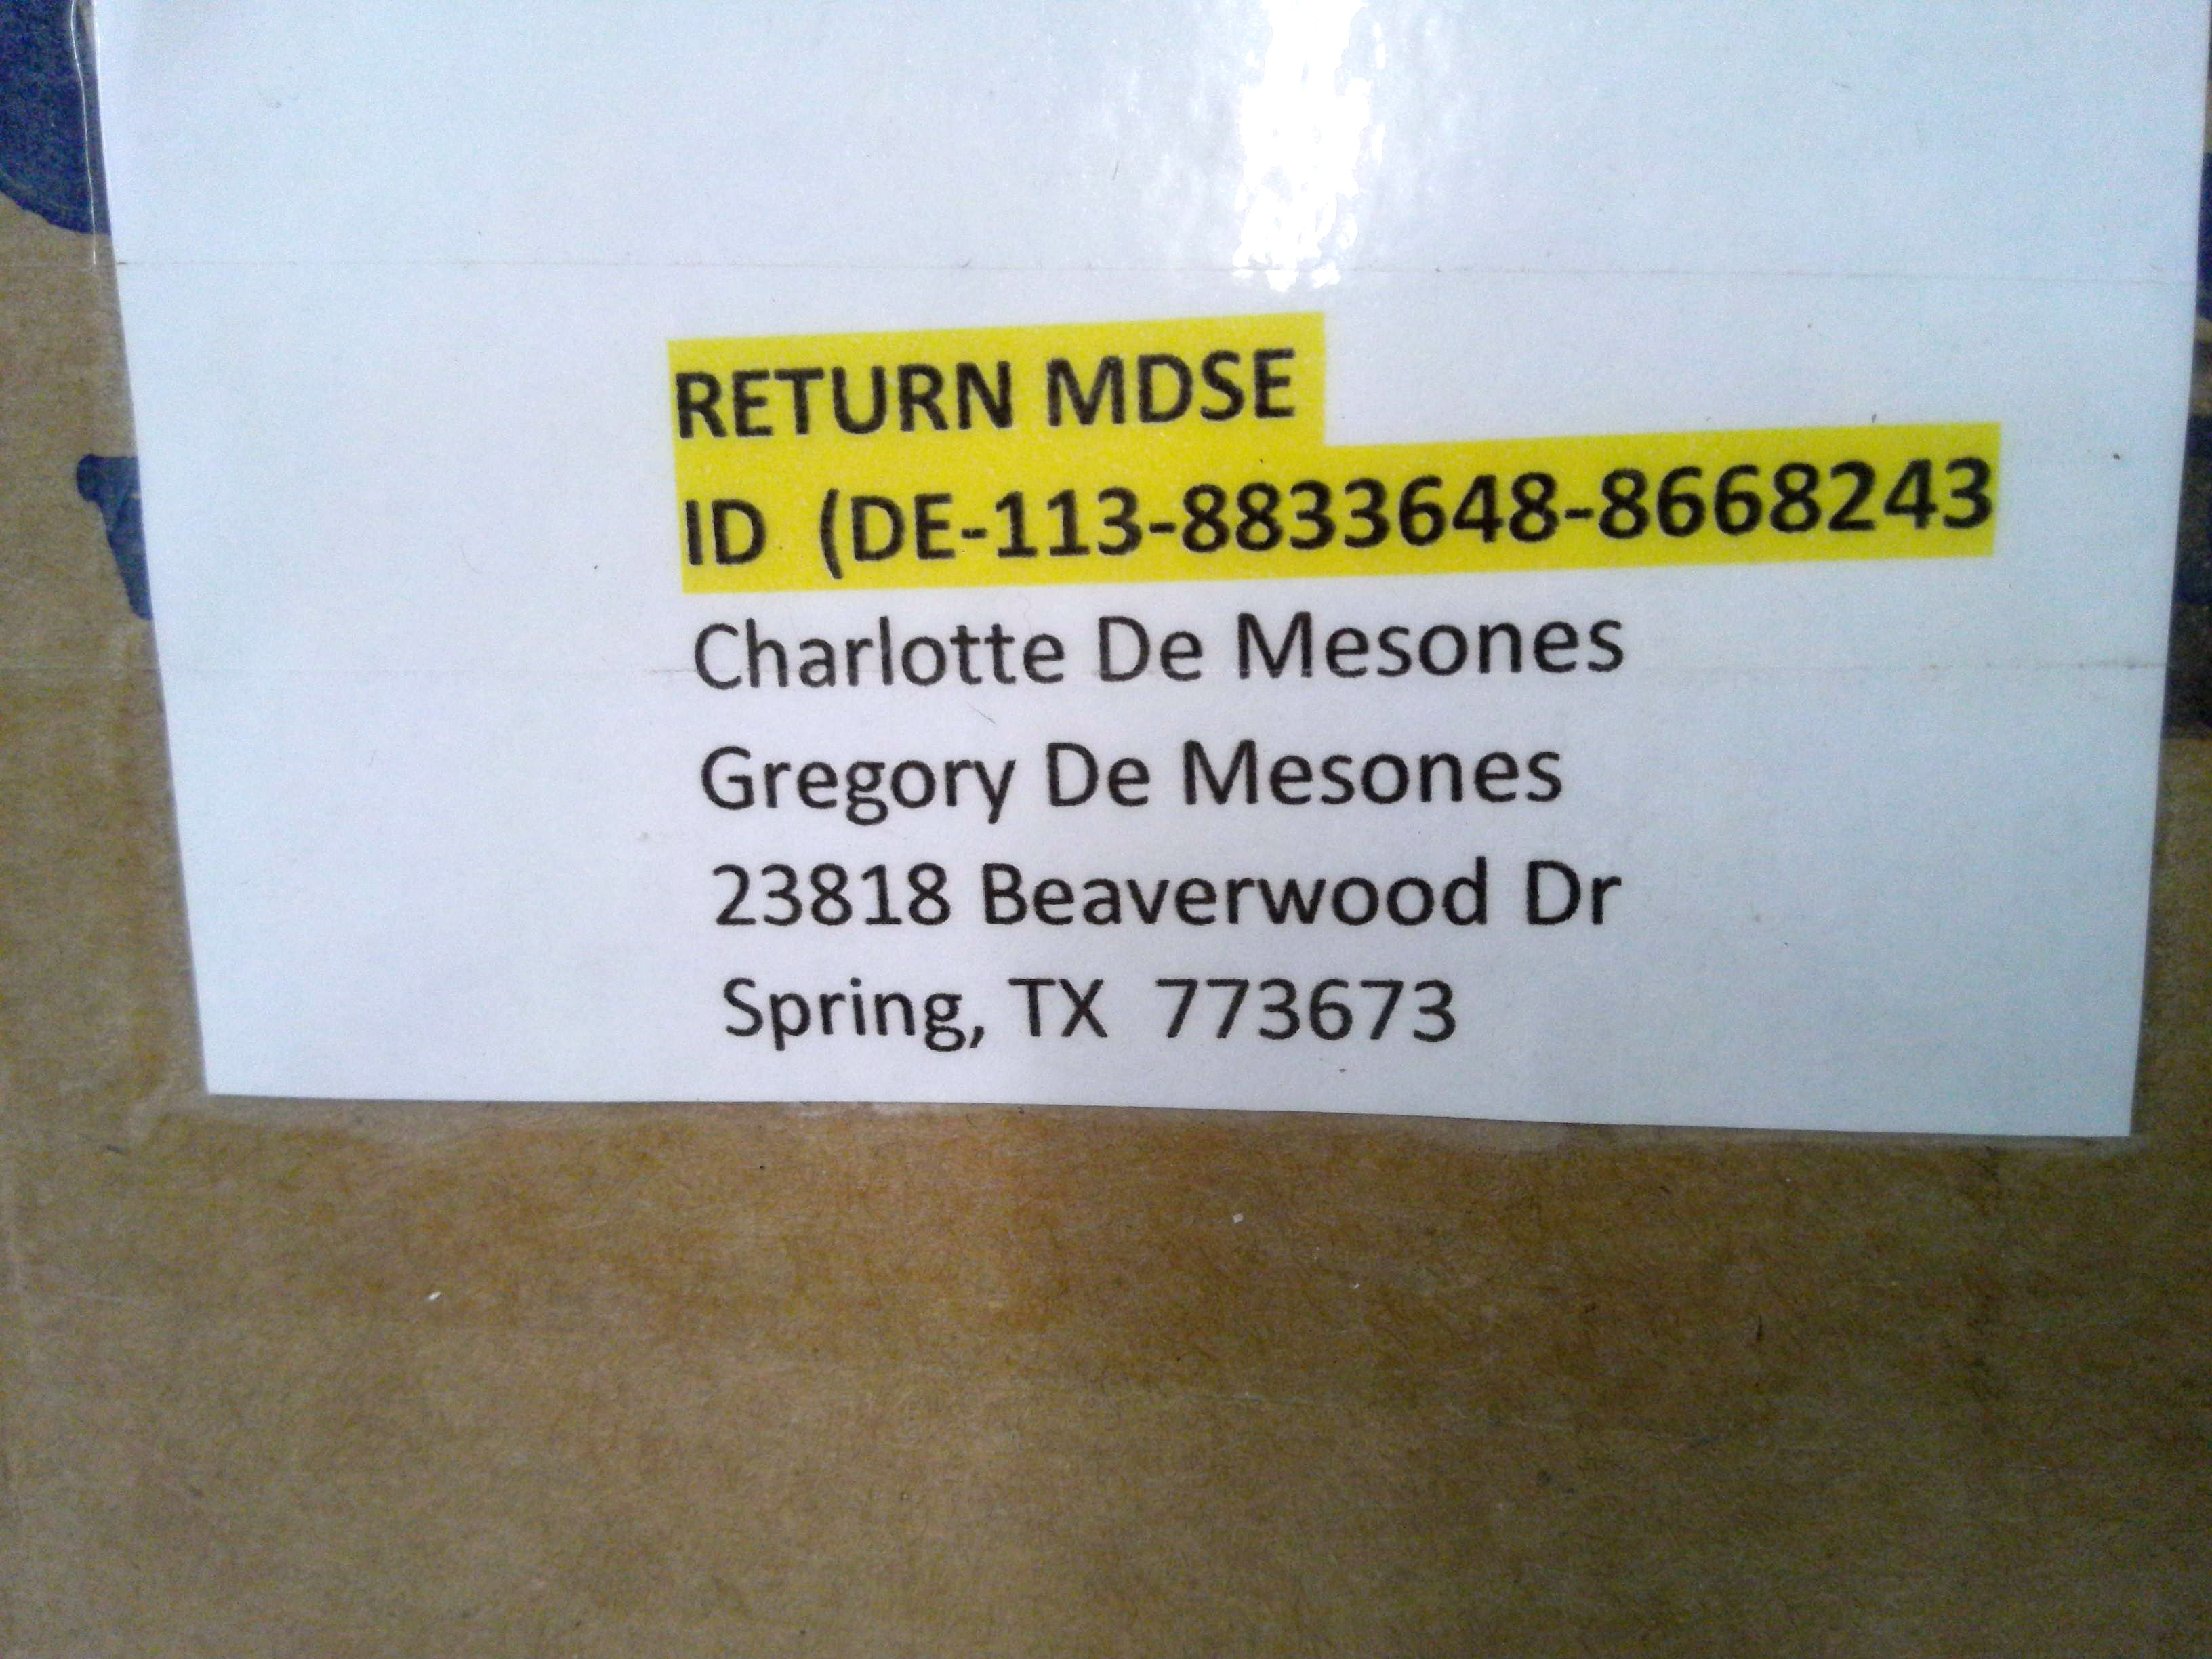 RETURN MDSE
ID  (DE-113-8833648-8668243
Charlotte De Mesones
Gregory De Mesones
23818 Beaverwood Dr
Spring, TX  773673